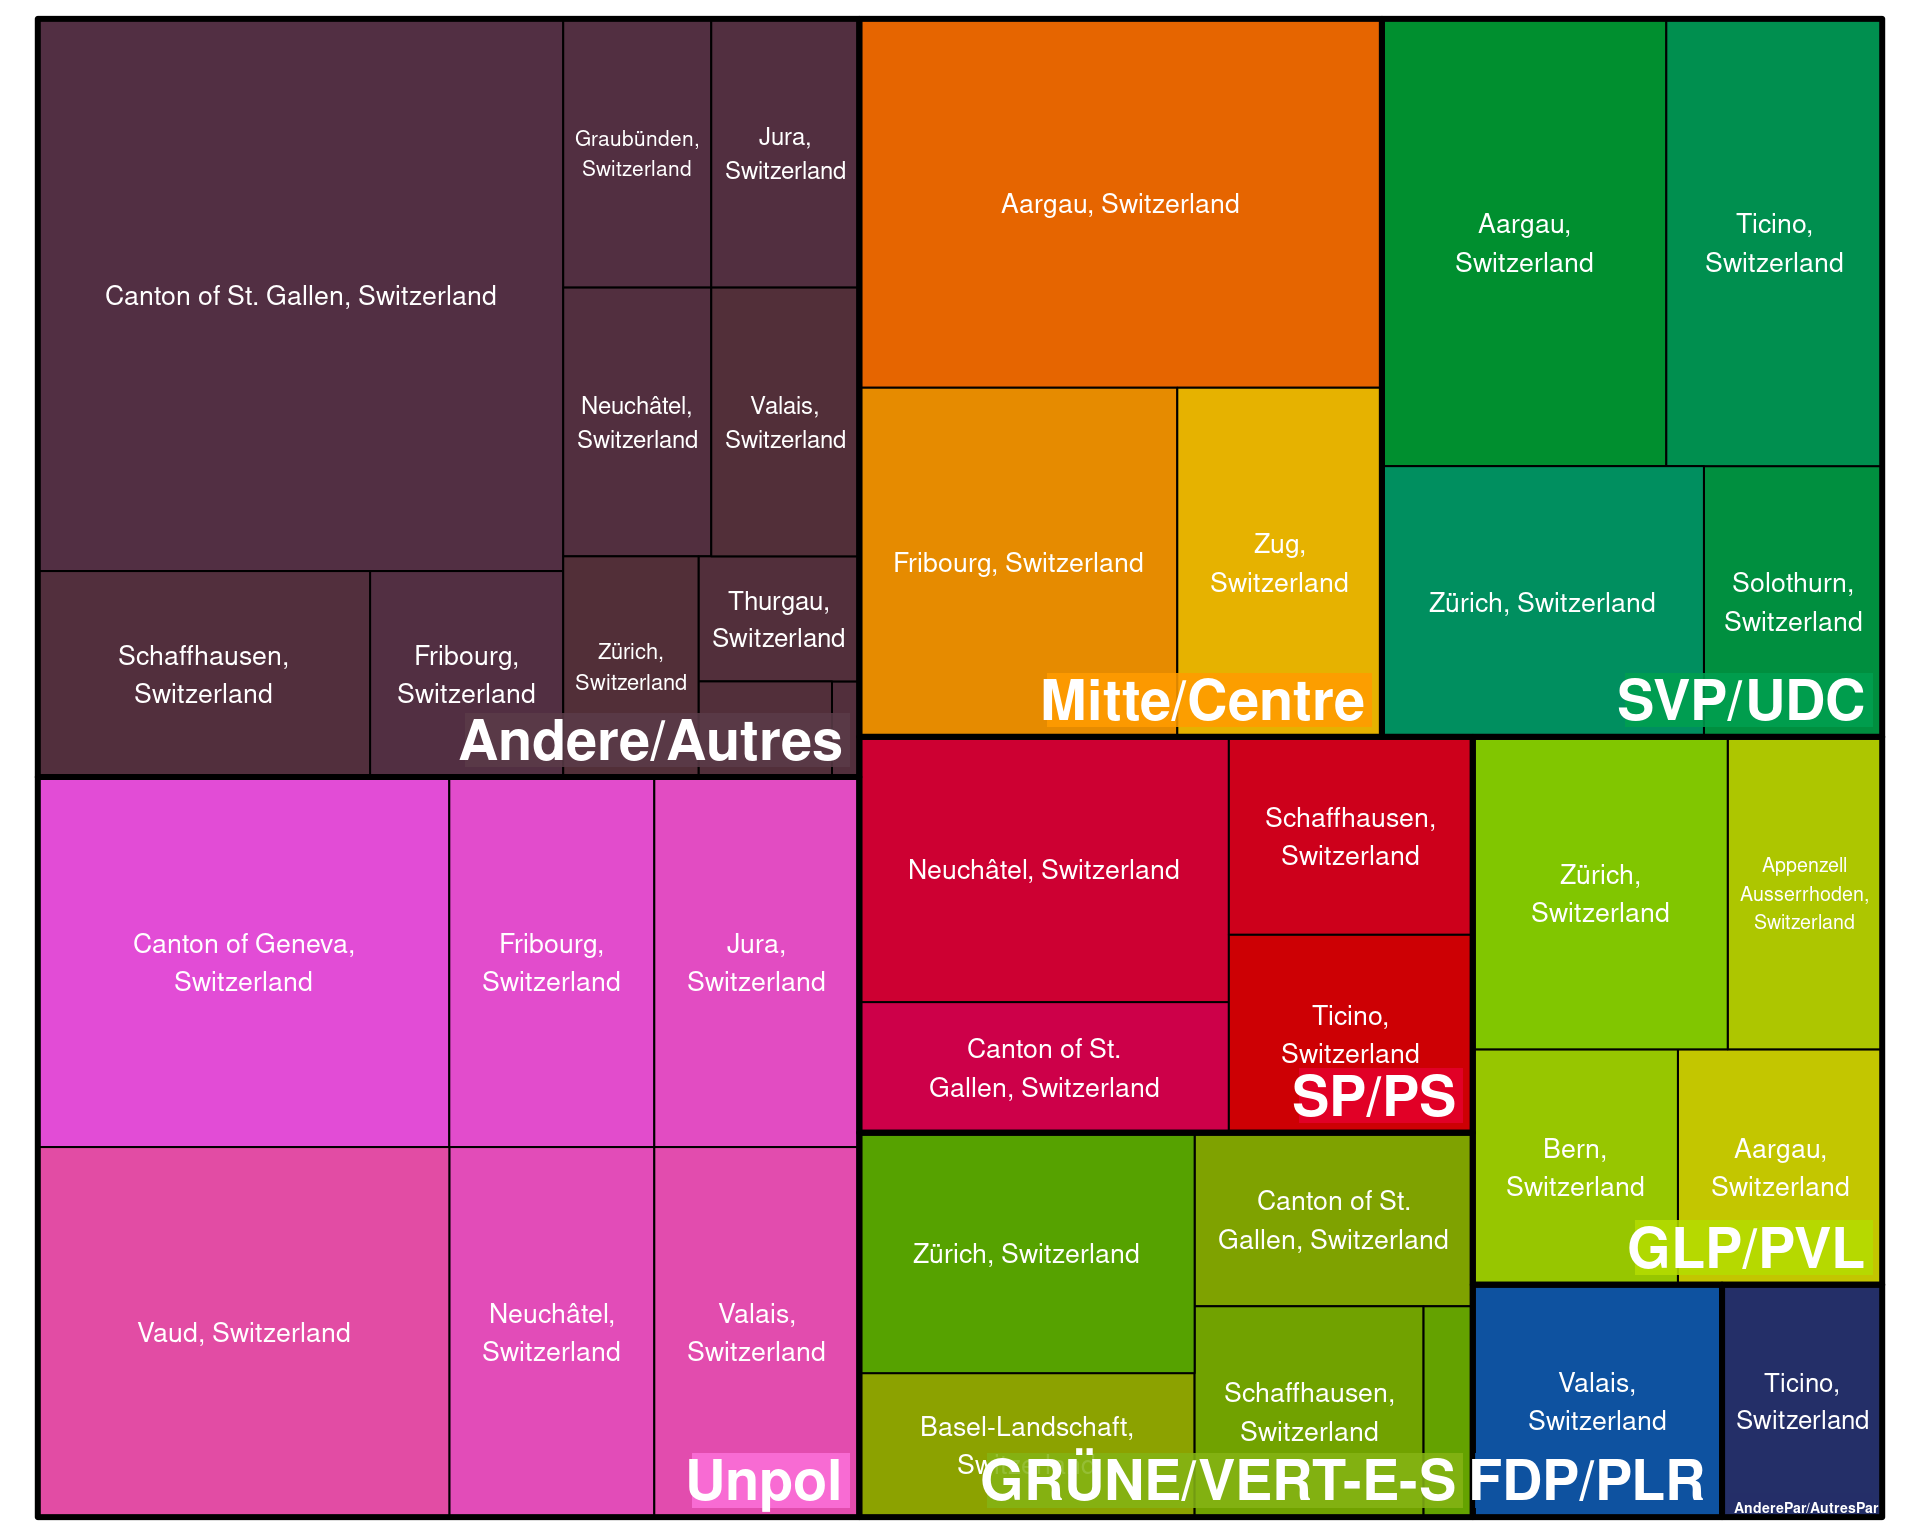 Canton of St. Gallen, Switzerland
Graubünden,
Switzerland
Jura,
Switzerland
Neuchâtel,
Switzerland
Valais,
Switzerland
Schaffhausen,
Switzerland
Fribourg,
Switzerland
Zürich,
Switzerland
Thurgau,
Switzerland
Andere/Autres
Canton of Geneva,
Switzerland
Fribourg,
Switzerland
Jura,
Switzerland
Vaud, Switzerland
Neuchâtel,
Switzerland
Valais,
Switzerland
Unpol
Aargau, Switzerland
Fribourg, Switzerland
Zug,
Switzerland
Mitte/Centre
Aargau,
Switzerland
Ticino,
Switzerland
Zürich, Switzerland
Solothurn,
Switzerland
SVP/UDC
Neuchâtel, Switzerland
Schaffhausen,
Switzerland
Canton of St.
Gallen, Switzerland
Ticino,
Switzerland
SP/PS
Zürich, Switzerland
Canton of St.
Gallen, Switzerland
Basel-Landschaft,
Switzerland
Schaffhausen,
Switzerland
GRÜNE/VERT-E-S
Zürich,
Switzerland
Appenzell
Ausserrhoden,
Switzerland
Bern,
Switzerland
Aargau,
Switzerland
GLP/PVL
Valais,
Switzerland
FDP/PLR
Ticino,
Switzerland
AnderePar/AutresPar